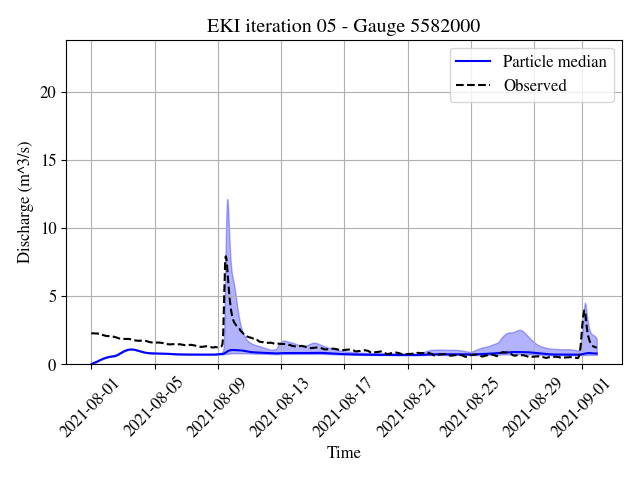 EKI iteration 05 - Gauge 5582000
Particle median
Observed
Discharge (m^3/s)
20
15
10
5
0
2021-08-01
2021-08-05
2021-08-09
2021-08-13
2021-08-17
2021-08-21
2021-08-25
2021-08-29
2021-09-01
Time